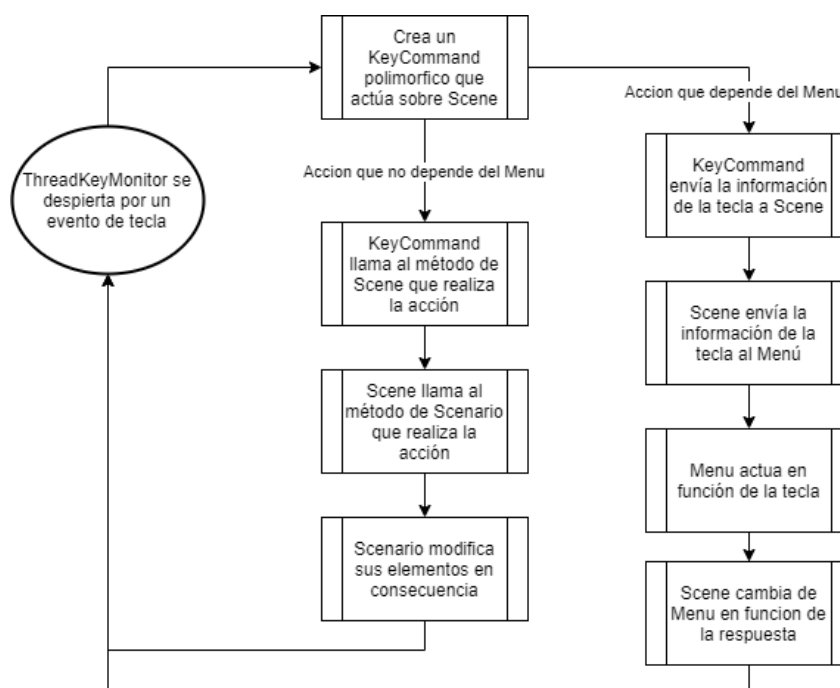 Crea un
KeyCommand
polimorfico que
actúa sobre Scene
Accion que depende del Menu
Accion que no depende del Menu
ThreadKeyMonitor se
despierta por un
evento de tecla
KeyCommand
envía la información
de la tecla a Scene
KeyCommand
llama al método de
Scene que realiza
la acción
Scene envía la
información de la
tecla al Menú
Scene llama al
método de Scenario
que realiza la
acción
Menu actua en
función de la tecla
Scenario modifica
sus elementos en
consecuencia
Scene cambia de
Menu en funcion de
la respuesta